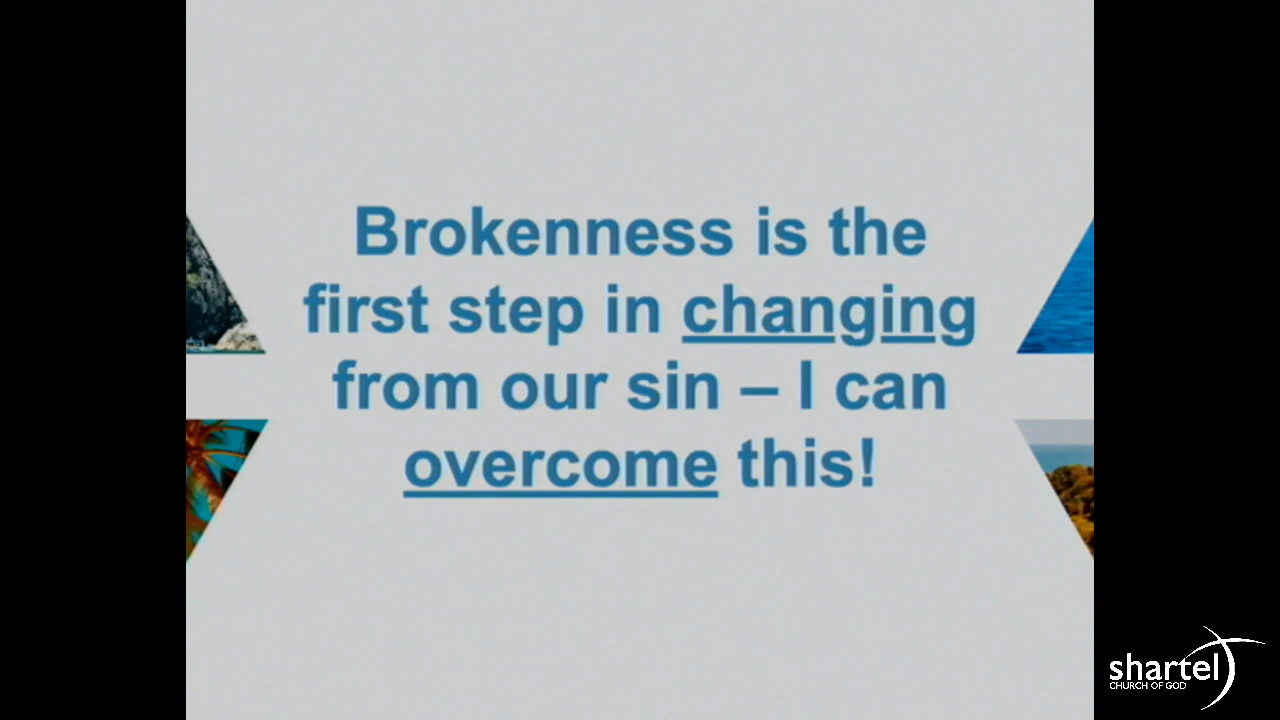 Brokenness is the
first step in changing
from our sin – I can
overcome this!
shartel
CHURCH OF GOD